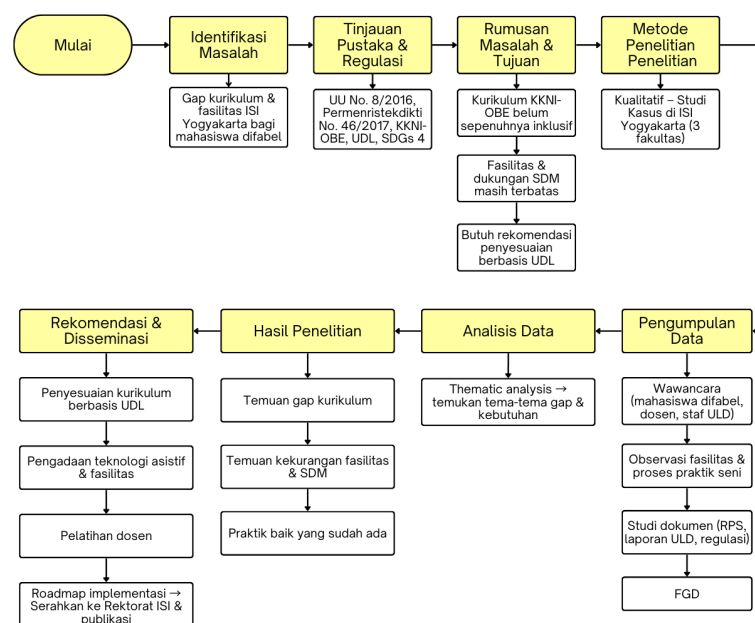 Mulai
Identifikasi
Masalah
Tinjauan
Pustaka &
Regulasi
Rumusan
Masalah &
Tujuan
Metode
Penelitian
Penelitian
Gap kurikulum &
fasilitas ISI
Yogyakarta bagi
mahasiswa difabel
UU No. 8/2016,
Permenristekdikti
No. 46/2017, KKNI-
OBE, UDL, SDGs 4
Kurikulum KKNI-
OBE belum
sepenuhnya inklusif
Kualitatif – Studi
Kasus di ISI
Yogyakarta (3
fakultas)
Fasilitas &
dukungan SDM
masih terbatas
Butuh rekomendasi
penyesuaian
berbasis UDL
Rekomendasi &
Disseminasi
Hasil Penelitian
Analisis Data
Pengumpulan
Data
Penyesuaian kurikulum
berbasis UDL
Pengadaan teknologi asistif
& fasilitas
Pelatihan dosen
Roadmap implementasi →
Serahkan ke Rektorat ISI &
publikasi
Temuan gap kurikulum
Temuan kekurangan fasilitas
& SDM
Praktik baik yang sudah ada
Thematic analysis →
temukan tema-tema gap &
kebutuhan
Wawancara
(mahasiswa difabel,
dosen, staf ULD)
Observasi fasilitas &
proses praktik seni
Studi dokumen (RPS,
laporan ULD, regulasi)
FGD